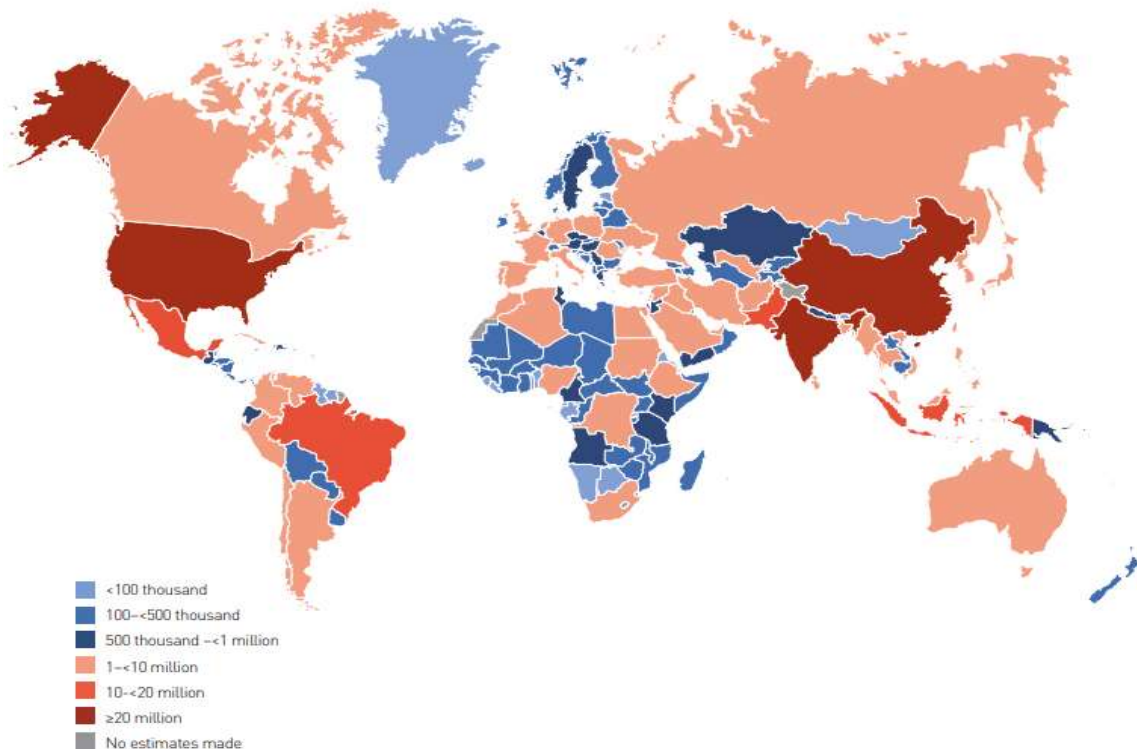 <100 thousand
100–<500 thousand
500 thousand –<1 million
1–<10 million
10-<20 million
≥20 million
No estimates made